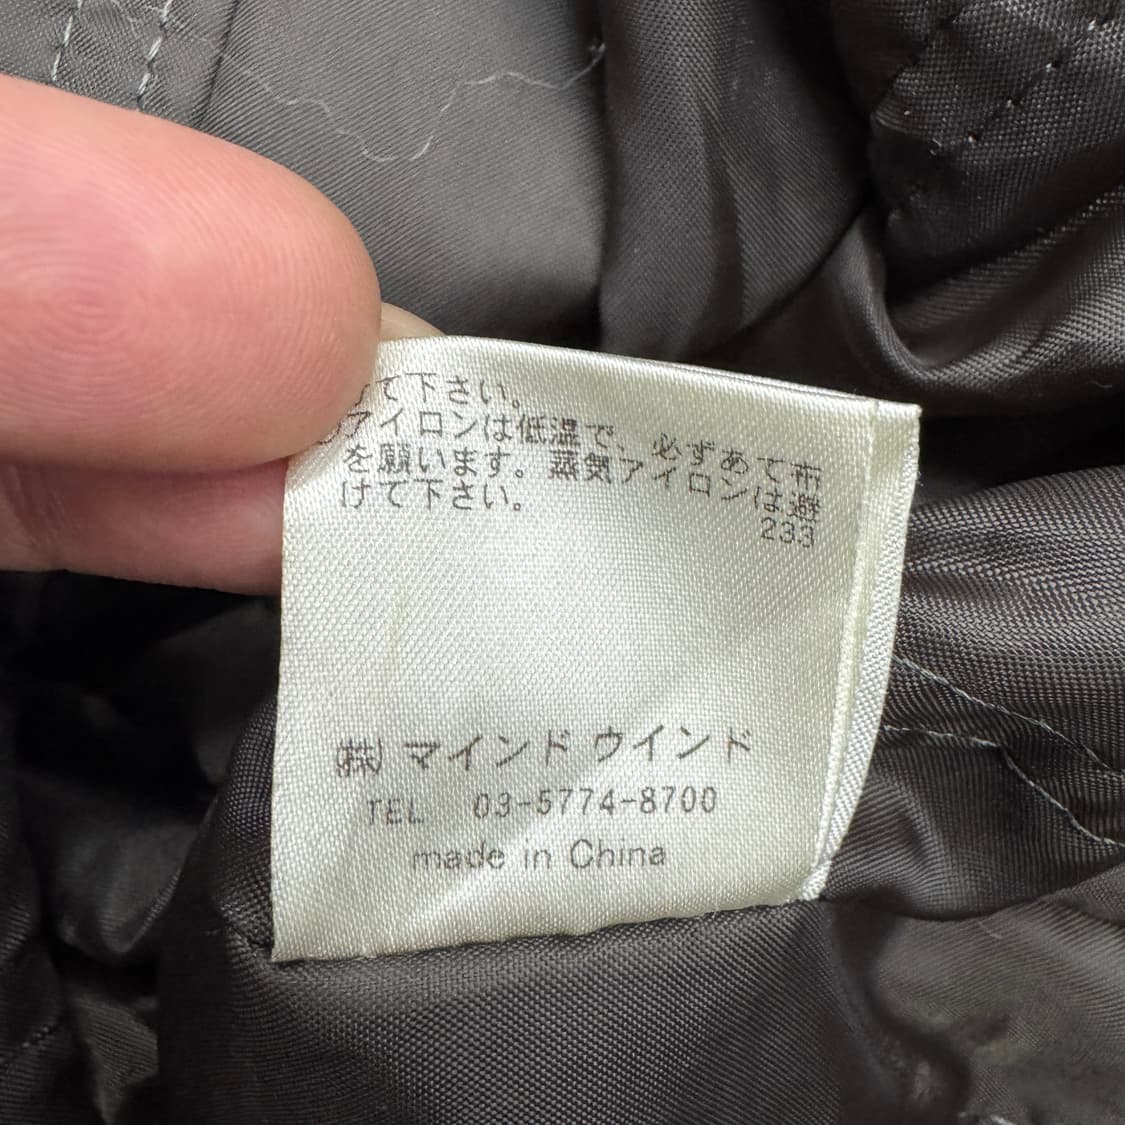 けて下さい。
○アイロンは低温で、必ずあて布
を願います。蒸気アイロンは避
けて下さい。
233
㈱ マインド ウインド
TEL 03-5774-8700
made in China